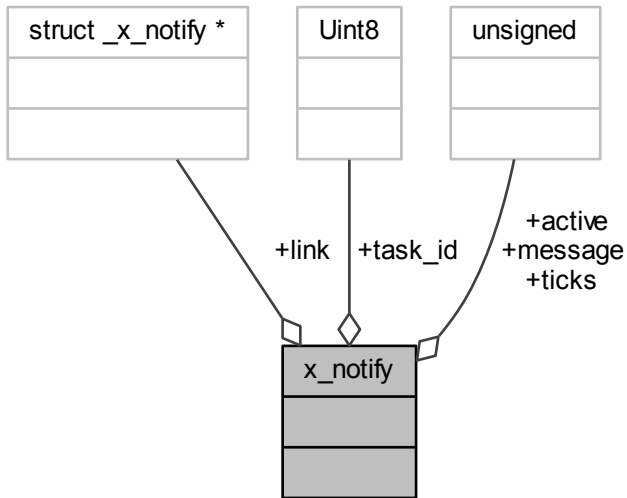 struct _x_notify *
Uint8
unsigned
+link
+task_id
+active
+message
+ticks
x_notify